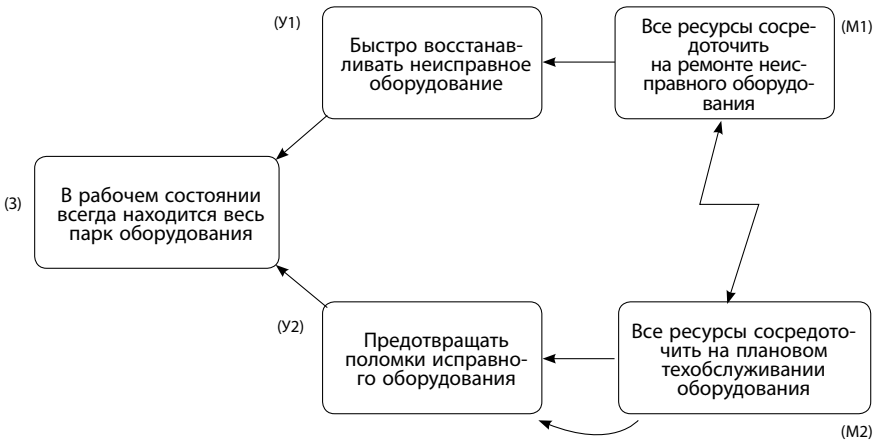 (У1)
Быстро восстанав-
ливать неисправное
оборудование
Все ресурсы сосре-
доточить
на ремонте неис-
правного оборудо-
вания
(М1)
(З)
В рабочем состоянии
всегда находится весь
парк оборудования
(У2)
Предотвращать
поломки исправно-
го оборудования
Все ресурсы сосредото-
чить на плановом
техобслуживании
оборудования
(М2)